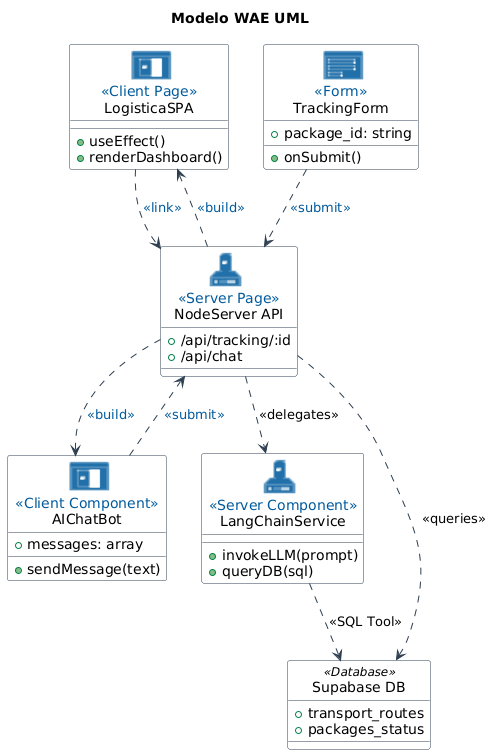 Modelo WAE UML
«Client Page»
LogisticaSPA
useEffect()
renderDashboard()
«Form»
TrackingForm
package_id: string
onSubmit()
«link»
«build»
«submit»
«Server Page»
NodeServer API
/api/tracking/:id
/api/chat
«build»
«submit»
«delegates»
«queries»
«Client Component»
AIChatBot
messages: array
sendMessage(text)
«Server Component»
LangChainService
invokeLLM(prompt)
queryDB(sql)
«SQL Tool»
«Database»
Supabase DB
transport_routes
packages_status